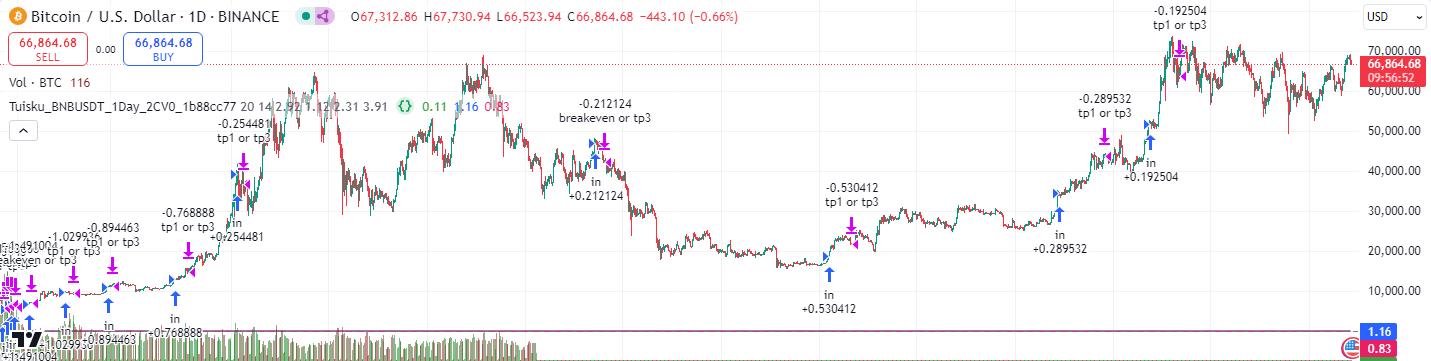 Bitcoin / U.S. Dollar · 1D · BINANCE
O67,312.86 H67,730.94 L66,523.94 C66,864.68 −443.10 (−0.66%)
USD
66,864.68
SELL
0.00
66,864.68
BUY
Vol · BTC 116
Tuisku_BNBUSDT_1Day_2CV0_1b88cc77 20 14 2.92 1.12 2.31 3.91 {} 0.11 1.16 0.83
-0.192504
tp1 or tp3
70,000.00
66,864.68
09:56:52
60,000.00
-0.289532
tp1 or tp3
-0.212124
breakeven or tp3
-0.254481
tp1 or tp3
50,000.00
in
+0.192504
40,000.00
in
+0.212124
-0.530412
tp1 or tp3
-0.768888
tp1 or tp3
30,000.00
in
+0.254481
-0.894463
tp1 or tp3
-1.029936
tp1 or tp3
in
+0.289532
20,000.00
-1.491004
10,000.00
in
+0.530412
in
+0.768888
in
+0.894463
in
+1.029930
1.16
0.83